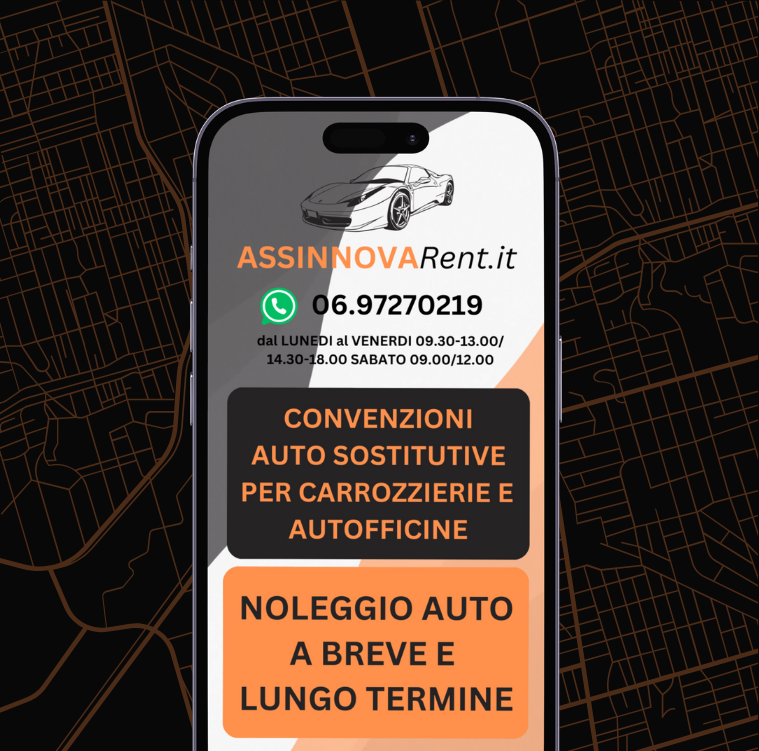 ASSINNOVARent.it
06.97270219
dal LUNEDI al VENERDI 09.30-13.00/
14.30-18.00 SABATO 09.00/12.00
CONVENZIONI
AUTO SOSTITUTIVE
PER CARROZZIERIE E
AUTOFFICINE
NOLEGGIO AUTO
A BREVE E
LUNGO TERMINE